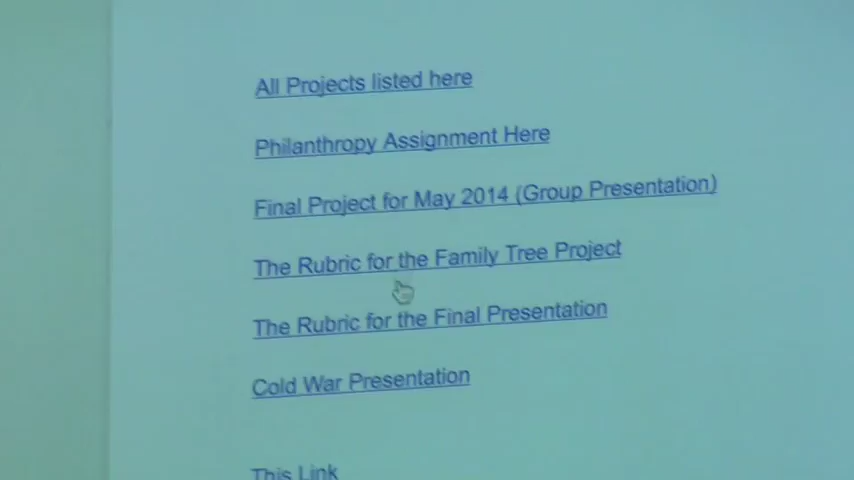 All Projects listed here
Philanthropy Assignment Here
Final Project for May 2014 (Group Presentation)
The Rubric for the Family Tree Project
The Rubric for the Final Presentation
Cold War Presentation
This Link